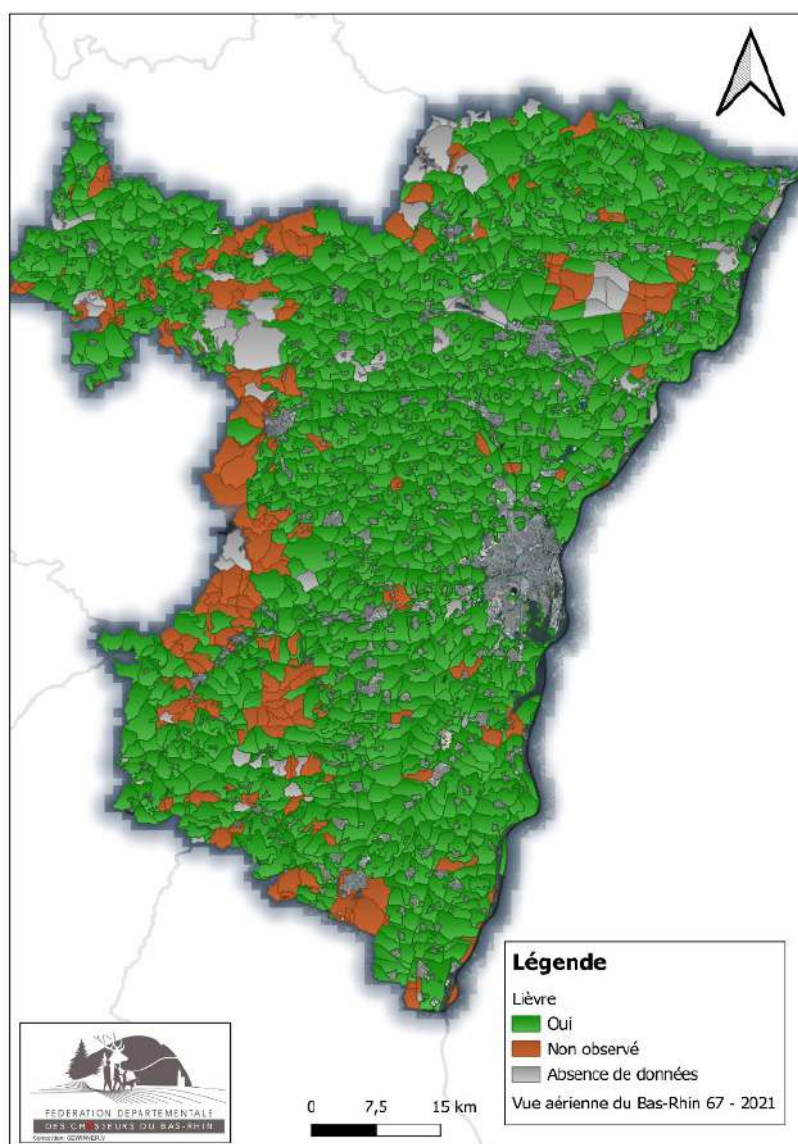 Légende
Lièvre
Oui
Non observé
Absence de données
Vue aérienne du Bas-Rhin 67 - 2021
0 7,5 15 km
FEDERATION DEPARTEMENTALE
DES CHASSEURS DU BAS-RHIN